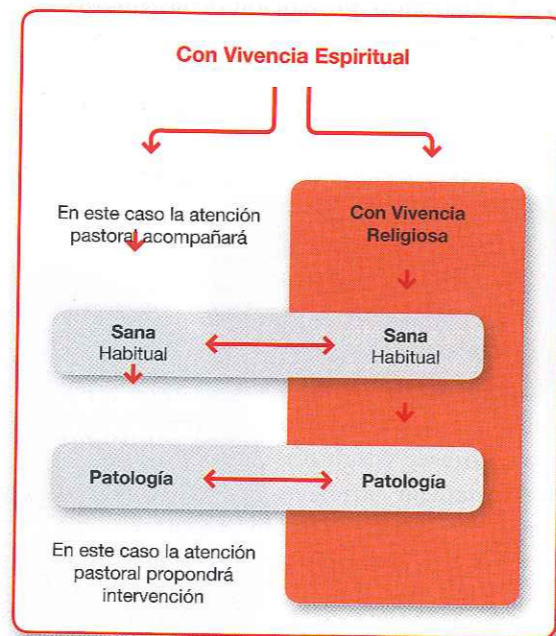 Con Vivencia Espiritual
En este caso la atención
pastoral acompañará
Con Vivencia
Religiosa
Sana
Habitual
Sana
Habitual
Patología
Patología
En este caso la atención
pastoral propondrá
intervención